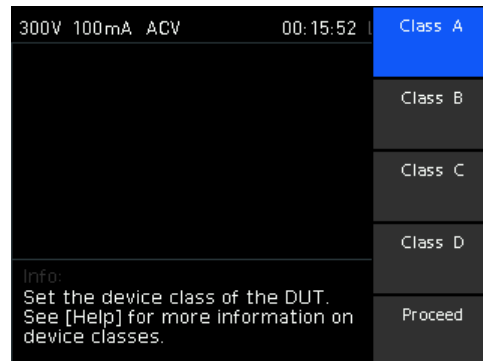 300V 100mA ACV 00:15:52 L
Class A
Class B
Class C
Class D
Info:
Set the device class of the DUT.
See [Help] for more information on
device classes.
Proceed